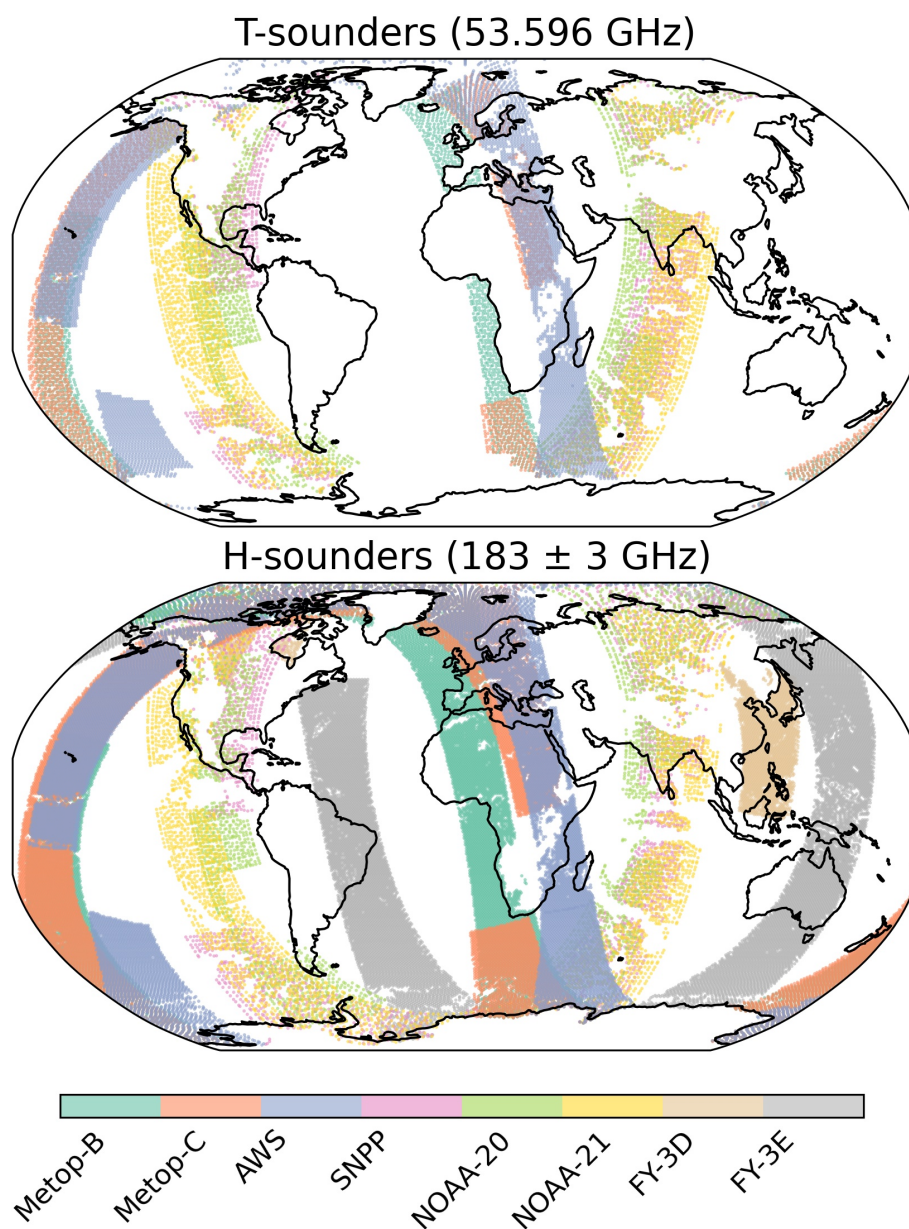 T-sounders (53.596 GHz)
H-sounders (183 ± 3 GHz)
Metop-B
Metop-C
AWS
SNPP
NOAA-20
NOAA-21
FY-3D
FY-3E